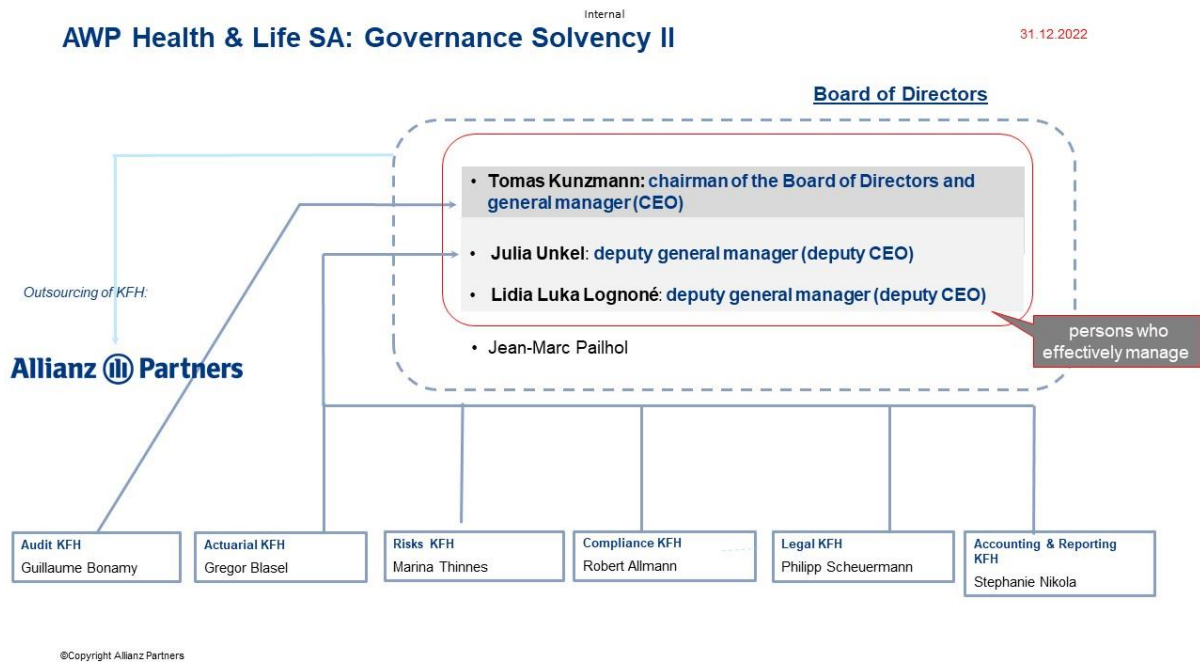 Internal
AWP Health & Life SA: Governance Solvency II
31.12.2022
Board of Directors
• Tomas Kunzmann: chairman of the Board of Directors and
general manager (CEO)
• Julia Unkel: deputy general manager (deputy CEO)
• Lidia Luka Lognoné: deputy general manager (deputy CEO)
• Jean-Marc Pailhol
persons who
effectively manage
Outsourcing of KFH:
Allianz Partners
Audit KFH
Guillaume Bonamy
Actuarial KFH
Gregor Blasel
Risks KFH
Marina Thinnes
Compliance KFH
Robert Allmann
Legal KFH
Philipp Scheuermann
Accounting & Reporting
KFH
Stephanie Nikola
©Copyright Allianz Partners